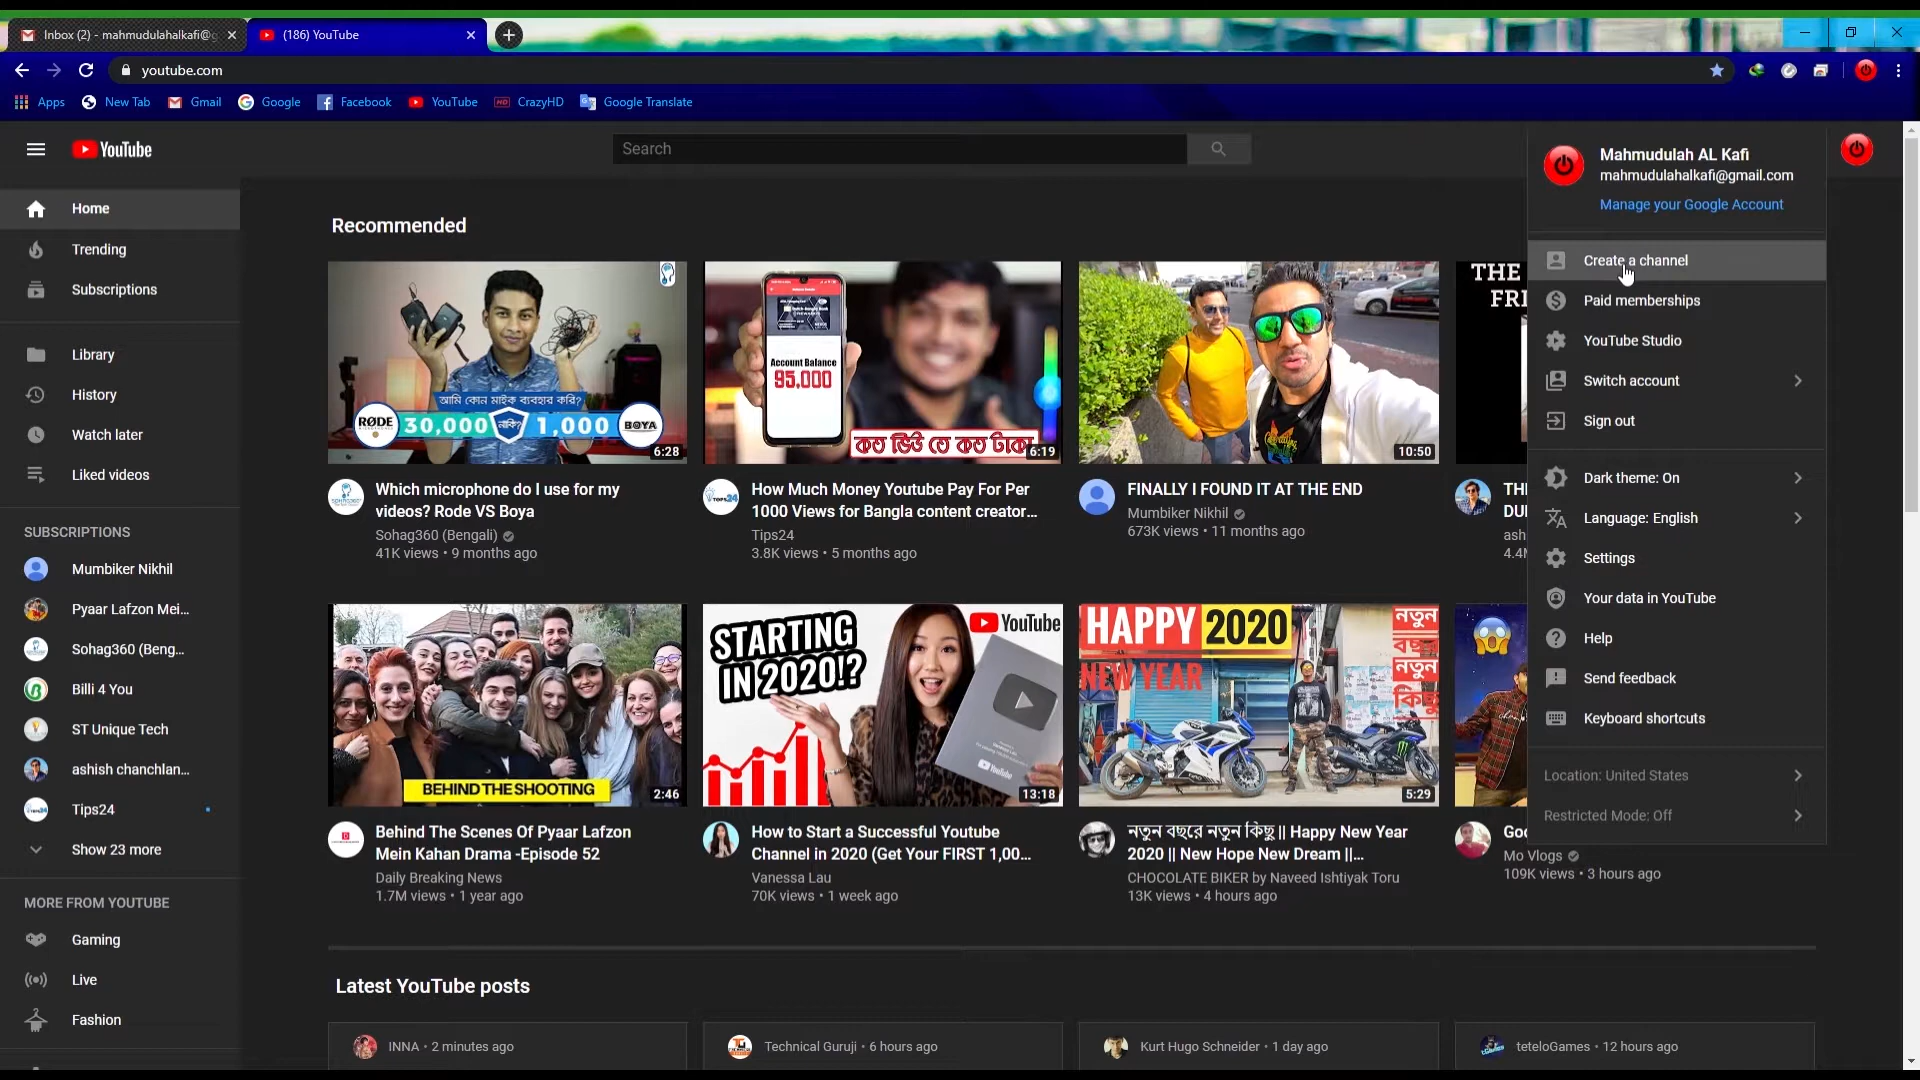 Inbox (2) - mahmudulahalkafi@g
(186) YouTube
youtube.com
Apps
New Tab
Gmail
Google
Facebook
YouTube
HD
CrazyHD
Google Translate
YouTube
Search
Home
Trending
Subscriptions
Library
History
Watch later
Liked videos
SUBSCRIPTIONS
Mumbiker Nikhil
Pyaar Lafzon Mei...
Sohag360 (Beng...
Billi 4 You
ST Unique Tech
ashish chanchlan...
Tips24
Show 23 more
MORE FROM YOUTUBE
Gaming
Live
Fashion
Recommended
আমি কোন মাইক ব্যবহার করি?
RØDE
30,000
নাকি?
1,000
BOYA
6:28
Which microphone do I use for my
videos? Rode VS Boya
Sohag360 (Bengali)
41K views • 9 months ago
Account Balance
95,000
কত ভিউ তে কত টাকা
6:19
How Much Money Youtube Pay For Per
1000 Views for Bangla content creator...
Tips24
3.8K views • 5 months ago
10:50
FINALLY I FOUND IT AT THE END
Mumbiker Nikhil
673K views • 11 months ago
THE
FRI
THI
DUI
ash
BEHIND THE SHOOTING
2:46
Behind The Scenes Of Pyaar Lafzon
Mein Kahan Drama -Episode 52
Daily Breaking News
1.7M views • 1 year ago
STARTING
IN 2020!?
YouTube
YouTube
13:18
How to Start a Successful Youtube
Channel in 2020 (Get Your FIRST 1,00...
Vanessa Lau
70K views • 1 week ago
HAPPY 2020
NEW YEAR
নতুন
নতুন
5:29
নতুন বছরে নতুন কিছু || Happy New Year
2020 || New Hope New Dream ||...
CHOCOLATE BIKER by Naveed Ishtiyak Toru
13K views • 4 hours ago
Mo Vlogs
109K views • 3 hours ago
Latest YouTube posts
INNA • 2 minutes ago
Technical Guruji • 6 hours ago
Kurt Hugo Schneider • 1 day ago
teteloGames • 12 hours ago
Mahmudulah AL Kafi
mahmudulahalkafi@gmail.com
Manage your Google Account
Create a channel
Paid memberships
YouTube Studio
Switch account
Sign out
Dark theme: On
Language: English
Settings
Your data in YouTube
Help
Send feedback
Keyboard shortcuts
Location: United States
Restricted Mode: Off